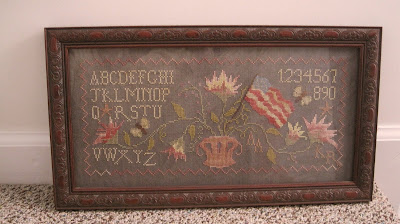 ABCDEFGHI
JKLMNOP
QRSTU
VWXYZ
1234567
890